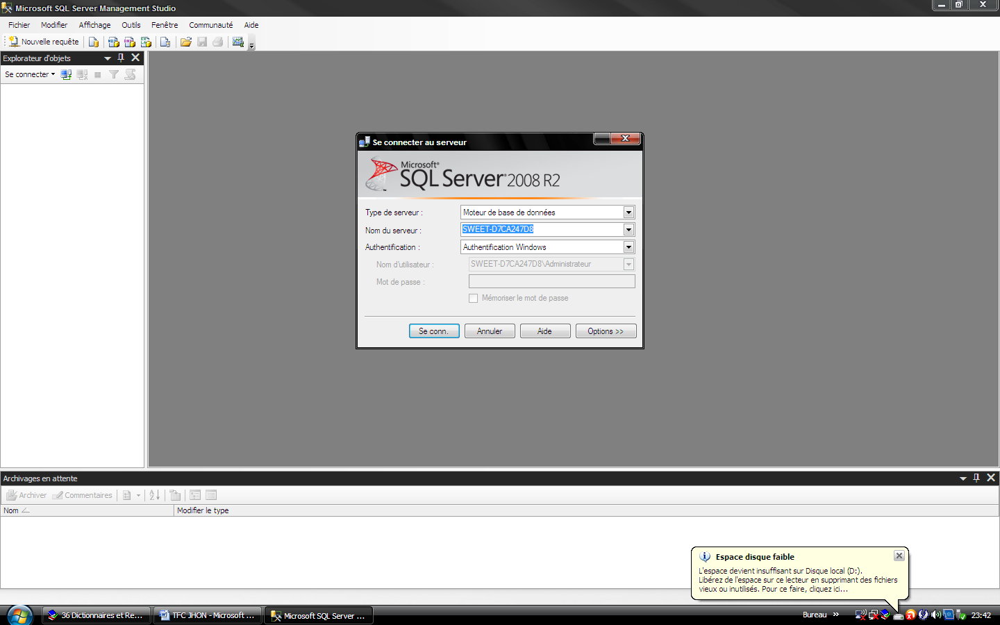 Microsoft SQL Server Management Studio
Fichier Modifier Affichage Outils Fenêtre Communauté Aide
Nouvelle requête
Explorateur d'objets
Se connecter
Se connecter au serveur
Microsoft®
SQL Server® 2008 R2
Type de serveur : Moteur de base de données
Nom du serveur : SWEET-D7CA247D8
Authentification : Authentification Windows
Nom d'utilisateur : SWEET-D7CA247D8\Administrateur
Mot de passe :
Mémoriser le mot de passe
Se conn. Annuler Aide Options >>
Archivages en attente
Archiver Commentaires
Nom Modifier le type
Espace disque faible
L'espace devient insuffisant sur Disque local (D:).
Libérez de l'espace sur ce lecteur en supprimant des fichiers
vieux ou inutilisés. Pour ce faire, cliquez ici...
36 Dictionnaires et Re... TFC JHON - Microsoft ... Microsoft SQL Server ... Bureau » 23:42